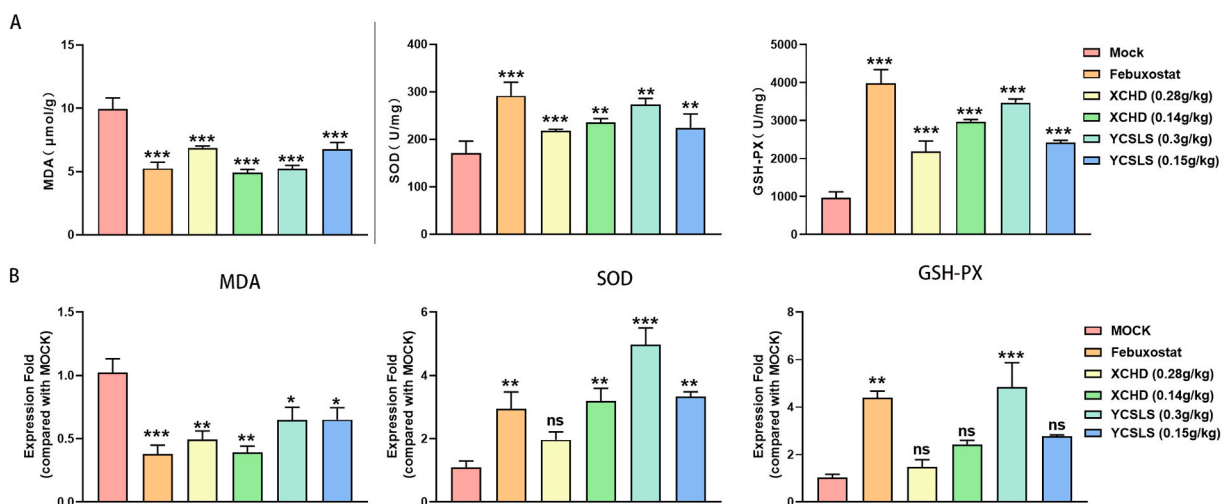 A
MDA ( μmol/g)
15
10
5
0
***
***
***
***
***
SOD ( U/mg)
400
300
200
100
0
***
***
**
**
**
GSH-PX ( U/mg)
5000
4000
3000
2000
1000
0
***
***
***
***
***
Mock
Febuxostat
XCHD (0.28g/kg)
XCHD (0.14g/kg)
YCSLS (0.3g/kg)
YCSLS (0.15g/kg)
B
MDA
SOD
GSH-PX
Expression Fold
(compared with MOCK)
1.5
1.0
0.5
0.0
***
**
**
*
*
Expression Fold
(compared with MOCK)
6
4
2
0
**
ns
**
***
**
Expression Fold
(compared with MOCK)
8
6
4
2
0
**
ns
ns
***
ns
MOCK
Febuxostat
XCHD (0.28g/kg)
XCHD (0.14g/kg)
YCSLS (0.3g/kg)
YCSLS (0.15g/kg)